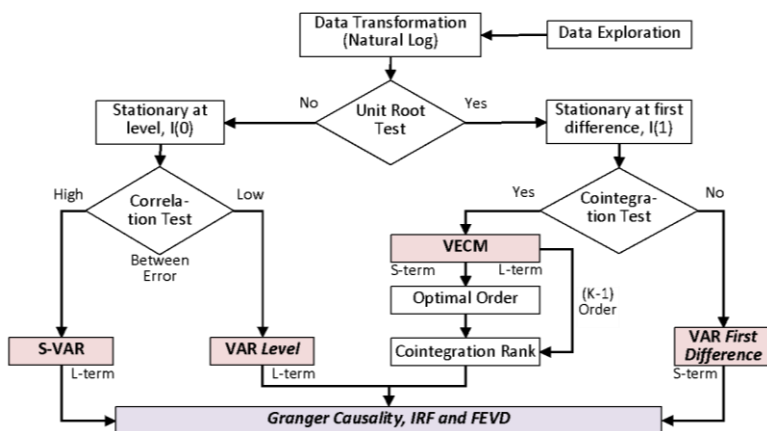 Data Transformation
(Natural Log)
Data Exploration
No
Unit Root
Test
Yes
Stationary at
level, I(0)
Stationary at first
difference, I(1)
High
Correla-
tion Test
Low
Between
Error
Yes
Cointegra-
tion Test
No
VECM
S-term
L-term
Optimal Order
(K-1)
Order
Cointegration Rank
S-VAR
L-term
VAR Level
L-term
VAR First
Difference
S-term
Granger Causality, IRF and FEVD